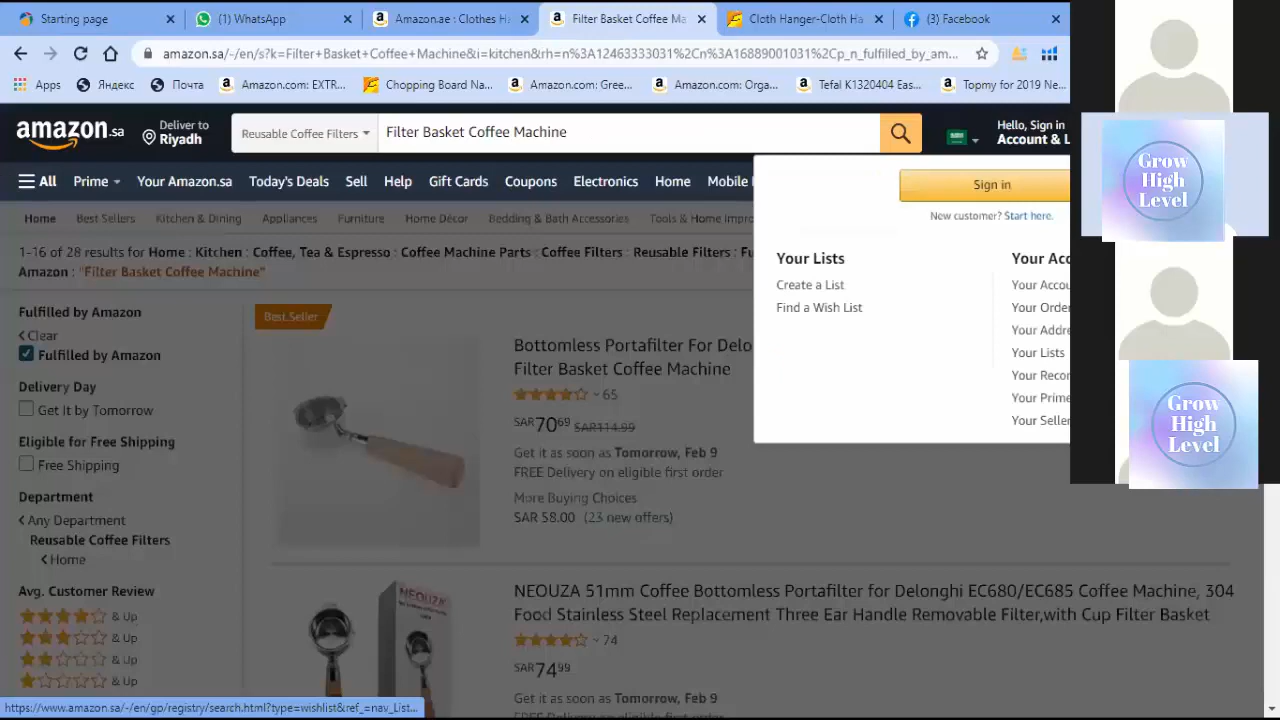 Starting page
(1) WhatsApp
Amazon.ae : Clothes H
Filter Basket Coffee Ma
Cloth Hanger-Cloth Ha
(3) Facebook
amazon.sa/-/en/s?k=Filter+Basket+Coffee+Machine&i=kitchen&rh=n%3A12463333031%2Cn%3A16889001031%2Cp_n_fulfilled_by_am...
Apps
Яндекс
Почта
Amazon.com: EXTR...
Chopping Board Na...
Amazon.com: Gree...
Amazon.com: Orga...
Tefal K1320404 Eas...
Topmy for 2019 Ne...
amazon.sa
Deliver to
Riyadh
Reusable Coffee Filters
Filter Basket Coffee Machine
Hello, Sign in
Account & L
All
Prime
Your Amazon.sa
Today's Deals
Sell
Help
Gift Cards
Coupons
Electronics
Home
Mobile
Home
Best Sellers
Kitchen & Dining
Appliances
Furniture
Home Décor
Bedding & Bath Accessories
Tools & Home Impro
Sign in
New customer? Start here.
Your Lists
Create a List
Find a Wish List
Your Acc
Your Accou
Your Order
Your Addre
Your Lists
Your Recor
Your Prime
Your Seller
1-16 of 28 results for Home : Kitchen : Coffee, Tea & Espresso : Coffee Machine Parts : Coffee Filters : Reusable Filters : Fu
Amazon : "Filter Basket Coffee Machine"
Fulfilled by Amazon
Clear
Fulfilled by Amazon
Delivery Day
Get It by Tomorrow
Eligible for Free Shipping
Free Shipping
Department
Any Department
Reusable Coffee Filters
Home
Avg. Customer Review
& Up
& Up
& Up
& Up
Best Seller
Bottomless Portafilter For Delo
Filter Basket Coffee Machine
65
SAR 70 69 SAR114.99
Get it as soon as Tomorrow, Feb 9
FREE Delivery on eligible first order
More Buying Choices
SAR 58.00 (23 new offers)
NEOUZA
NEOUZA 51mm Coffee Bottomless Portafilter for Delonghi EC680/EC685 Coffee Machine, 304
Food Stainless Steel Replacement Three Ear Handle Removable Filter,with Cup Filter Basket
74
SAR 74 99
Get it as soon as Tomorrow, Feb 9
FREE Delivery on eligible first order
https://www.amazon.sa/-/en/gp/registry/search.html?type=wishlist&ref_=nav_List...
Grow
High
Level
Grow
High
Level